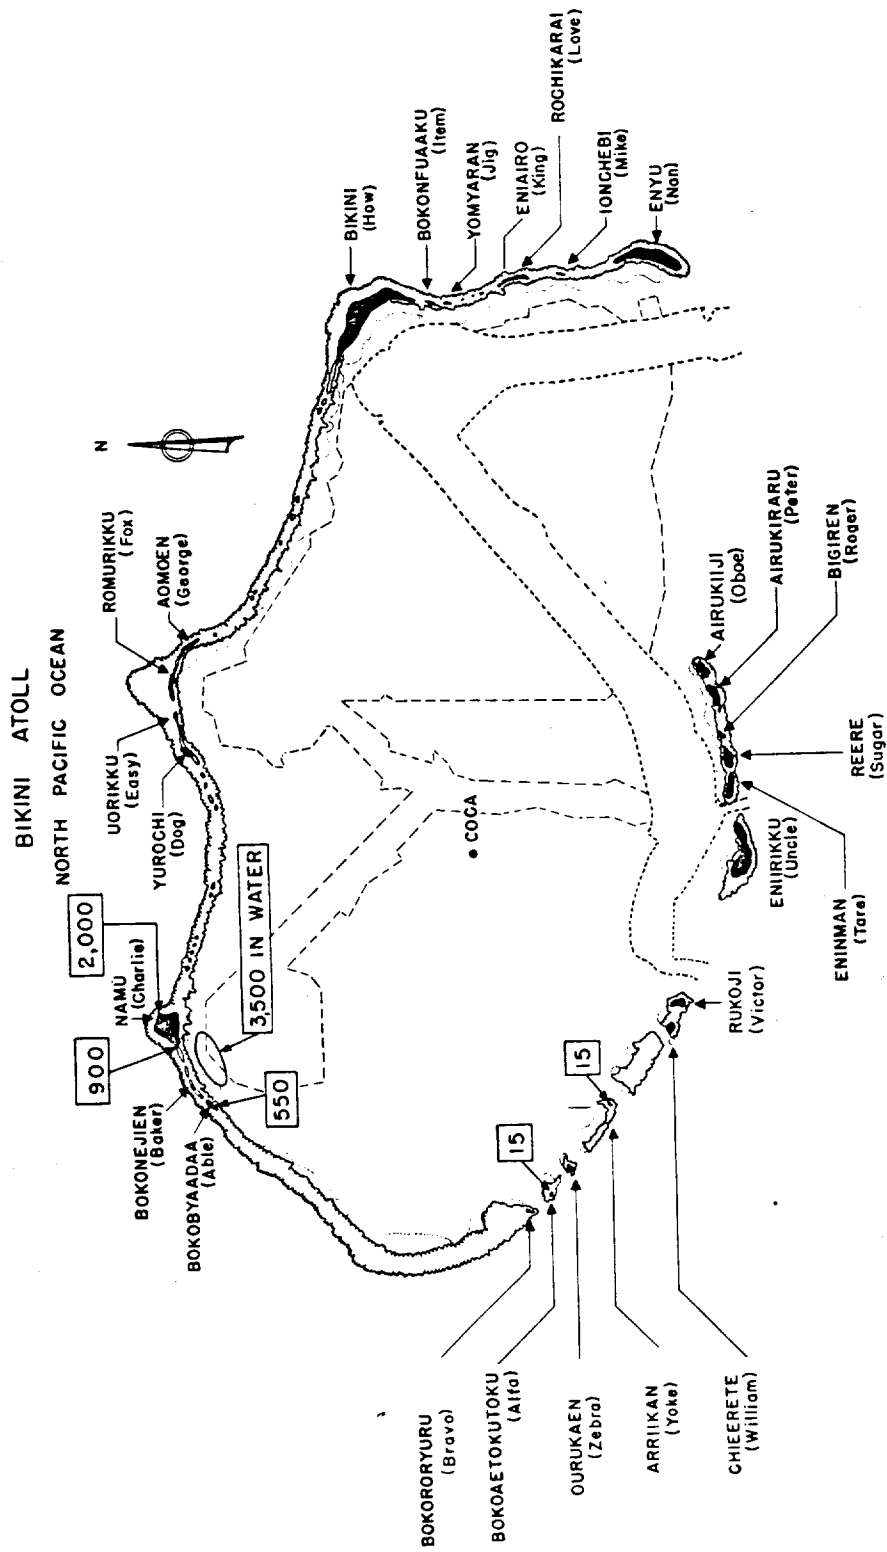 BIKINI ATOLL
NORTH PACIFIC OCEAN
N
2,000
900
NAMU
(Charlie)
BOKONEJIEN
(Baker)
BOKOBYAADAA
(Able)
550
3,500 IN WATER
YUROCHI
(Dog)
UORIKKU
(Easy)
ROMURIKKU
(Fox)
AOMOEN
(George)
BIKINI
(How)
BOKONFUAAKU
(Item)
YOMYARAN
(Jig)
ENIAIRO
(King)
ROCHIKARAI
(Love)
IONCHEBI
(Mike)
ENYU
(Nan)
COCA
AIRUKIIJI
(Oboe)
AIRUKIRARU
(Peter)
BIGIREN
(Roger)
REERE
(Sugar)
ENINMAN
(Tare)
ENIIRIKKU
(Uncle)
RUKOJI
(Victor)
CHIEERETE
(William)
ARRIIKAN
(Yoke)
OURUKAEN
(Zebra)
BOKOAETOKUTOKU
(Alfa)
BOKORORYURU
(Bravo)
15
15